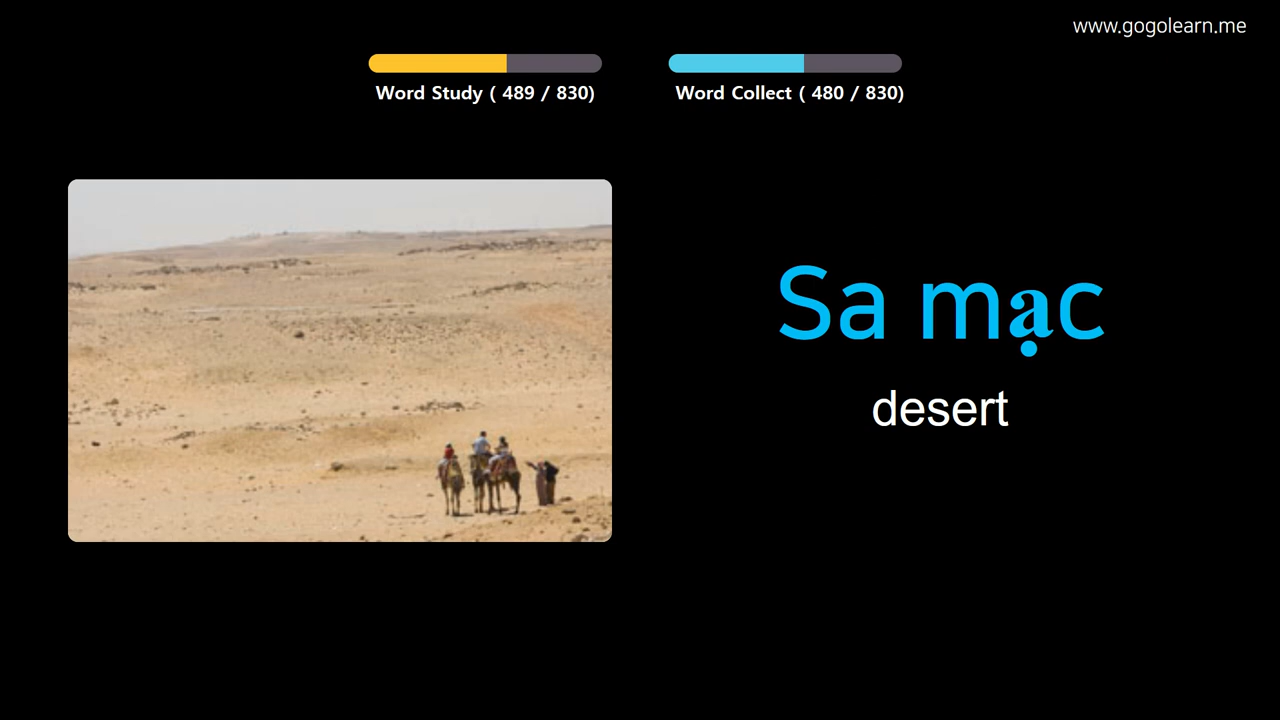 www.gogolearn.me
Word Study ( 489 / 830)
Word Collect ( 480 / 830)
Sa mạc
desert